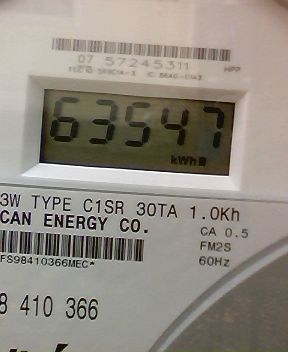 07 57245311
HPP
63547
kWh
3W TYPE C1SR 30TA 1.0Kh
CAN ENERGY CO.
CA 0.5
FM2S
60Hz
FS98410366MEC*
8 410 366